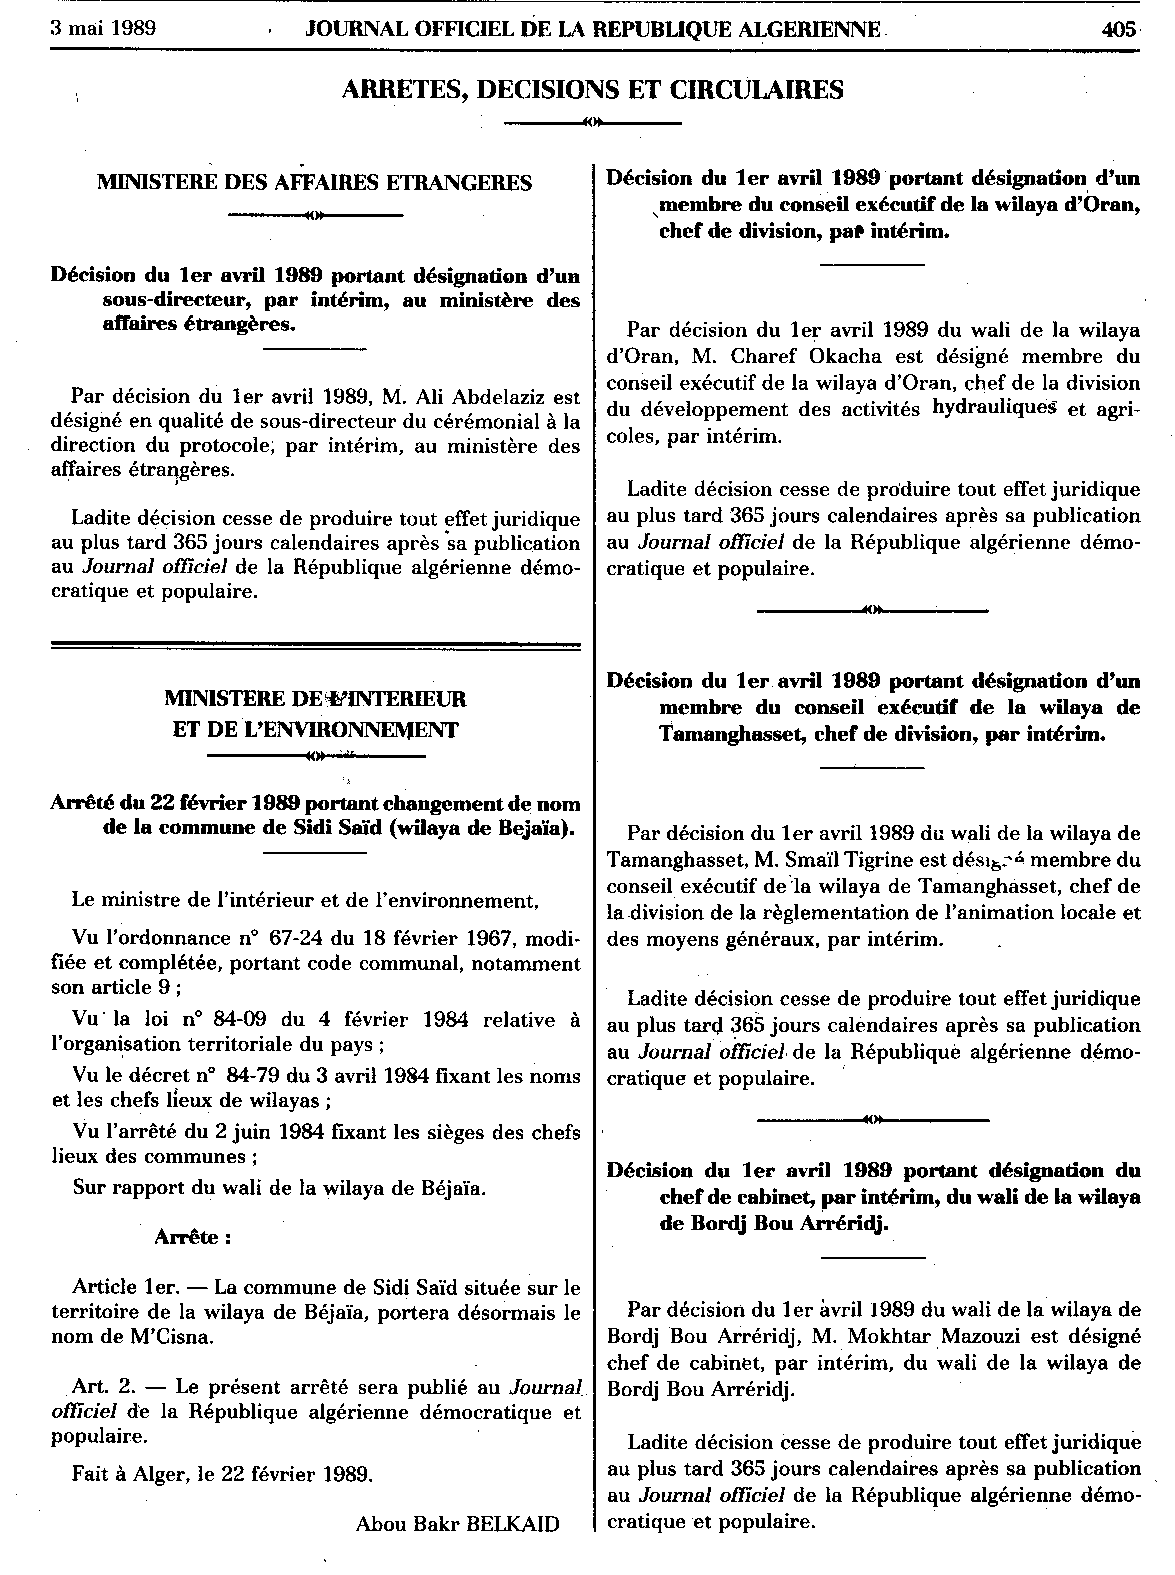 3 mai 1989 JOURNAL OFFICIEL DE LA REPUBLIQUE ALGERIENNE 405
ARRETES, DECISIONS ET CIRCULAIRES
MINISTERE DES AFFAIRES ETRANGERES
Décision du 1er avril 1989 portant désignation d'un
sous-directeur, par intérim, au ministère des
affaires étrangères.
Par décision du 1er avril 1989, M. Ali Abdelaziz est
désigné en qualité de sous-directeur du cérémonial à la
direction du protocole, par intérim, au ministère des
affaires étrangères.
Ladite décision cesse de produire tout effet juridique
au plus tard 365 jours calendaires après sa publication
au Journal officiel de la République algérienne démo-
cratique et populaire.
MINISTERE DE L'INTERIEUR
ET DE L'ENVIRONNEMENT
Arrêté du 22 février 1989 portant changement de nom
de la commune de Sidi Saïd (wilaya de Bejaïa).
Le ministre de l'intérieur et de l'environnement,
Vu l'ordonnance n° 67-24 du 18 février 1967, modi-
fiée et complétée, portant code communal, notamment
son article 9 ;
Vu la loi n° 84-09 du 4 février 1984 relative à
l'organisation territoriale du pays ;
Vu le décret n° 84-79 du 3 avril 1984 fixant les noms
et les chefs lieux de wilayas ;
Vu l'arrêté du 2 juin 1984 fixant les sièges des chefs
lieux des communes ;
Sur rapport du wali de la wilaya de Béjaïa.
Arrête :
Article 1er. — La commune de Sidi Saïd située sur le
territoire de la wilaya de Béjaïa, portera désormais le
nom de M'Cisna.
Art. 2. — Le présent arrêté sera publié au Journal
officiel de la République algérienne démocratique et
populaire.
Fait à Alger, le 22 février 1989.
Abou Bakr BELKAID
Décision du 1er avril 1989 portant désignation d'un
membre du conseil exécutif de la wilaya d'Oran,
chef de division, par intérim.
Par décision du 1er avril 1989 du wali de la wilaya
d'Oran, M. Charef Okacha est désigné membre du
conseil exécutif de la wilaya d'Oran, chef de la division
du développement des activités hydrauliques et agri-
coles, par intérim.
Ladite décision cesse de produire tout effet juridique
au plus tard 365 jours calendaires après sa publication
au Journal officiel de la République algérienne démo-
cratique et populaire.
Décision du 1er avril 1989 portant désignation d'un
membre du conseil exécutif de la wilaya de
Tamanghasset, chef de division, par intérim.
Par décision du 1er avril 1989 du wali de la wilaya de
Tamanghasset, M. Smaïl Tigrine est désigné membre du
conseil exécutif de la wilaya de Tamanghasset, chef de
la division de la règlementation de l'animation locale et
des moyens généraux, par intérim.
Ladite décision cesse de produire tout effet juridique
au plus tard 365 jours calendaires après sa publication
au Journal officiel de la République algérienne démo-
cratique et populaire.
Décision du 1er avril 1989 portant désignation du
chef de cabinet, par intérim, du wali de la wilaya
de Bordj Bou Arréridj.
Par décision du 1er avril 1989 du wali de la wilaya de
Bordj Bou Arréridj, M. Mokhtar Mazouzi est désigné
chef de cabinet, par intérim, du wali de la wilaya de
Bordj Bou Arréridj.
Ladite décision cesse de produire tout effet juridique
au plus tard 365 jours calendaires après sa publication
au Journal officiel de la République algérienne démo-
cratique et populaire.